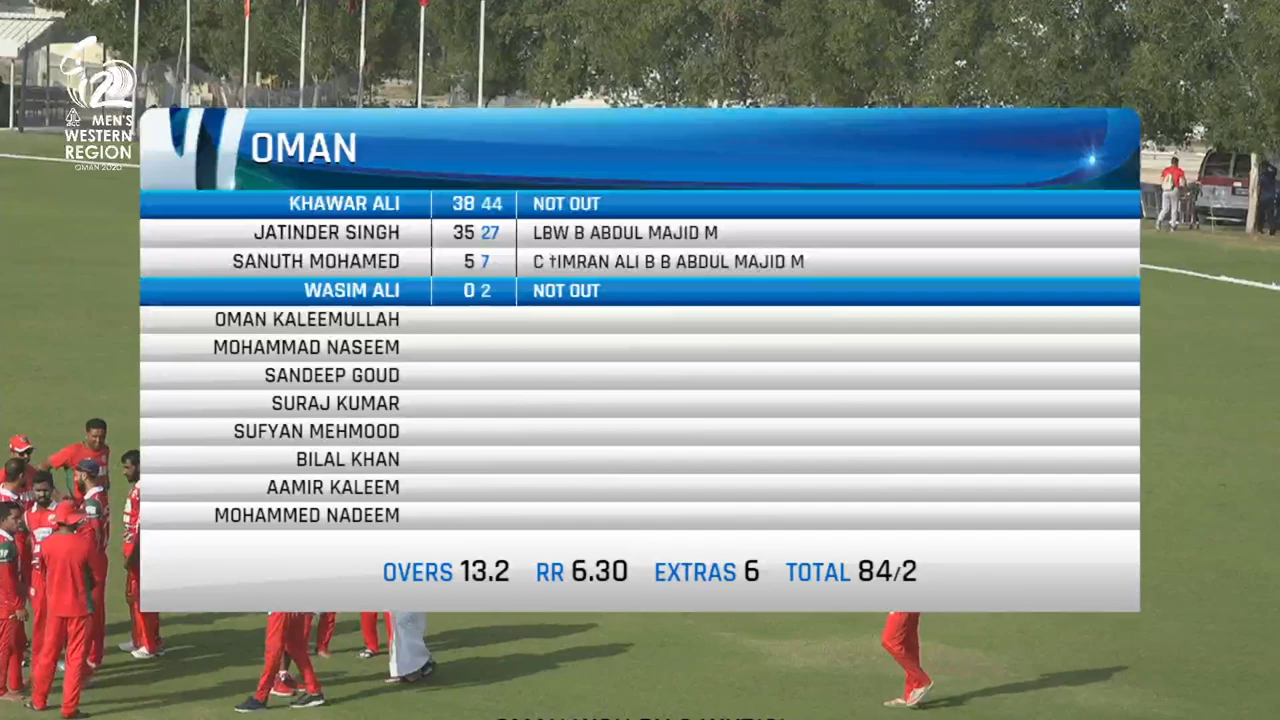 T20
ACC MEN'S
WESTERN
REGION
OMAN 2020
OMAN
KHAWAR ALI 38 44 NOT OUT
JATINDER SINGH 35 27 LBW B ABDUL MAJID M
SANUTH MOHAMED 5 7 C †IMRAN ALI B B ABDUL MAJID M
WASIM ALI 0 2 NOT OUT
OMAN KALEEMULLAH
MOHAMMAD NASEEM
SANDEEP GOUD
SURAJ KUMAR
SUFYAN MEHMOOD
BILAL KHAN
AAMIR KALEEM
MOHAMMED NADEEM
OVERS 13.2 RR 6.30 EXTRAS 6 TOTAL 84/2